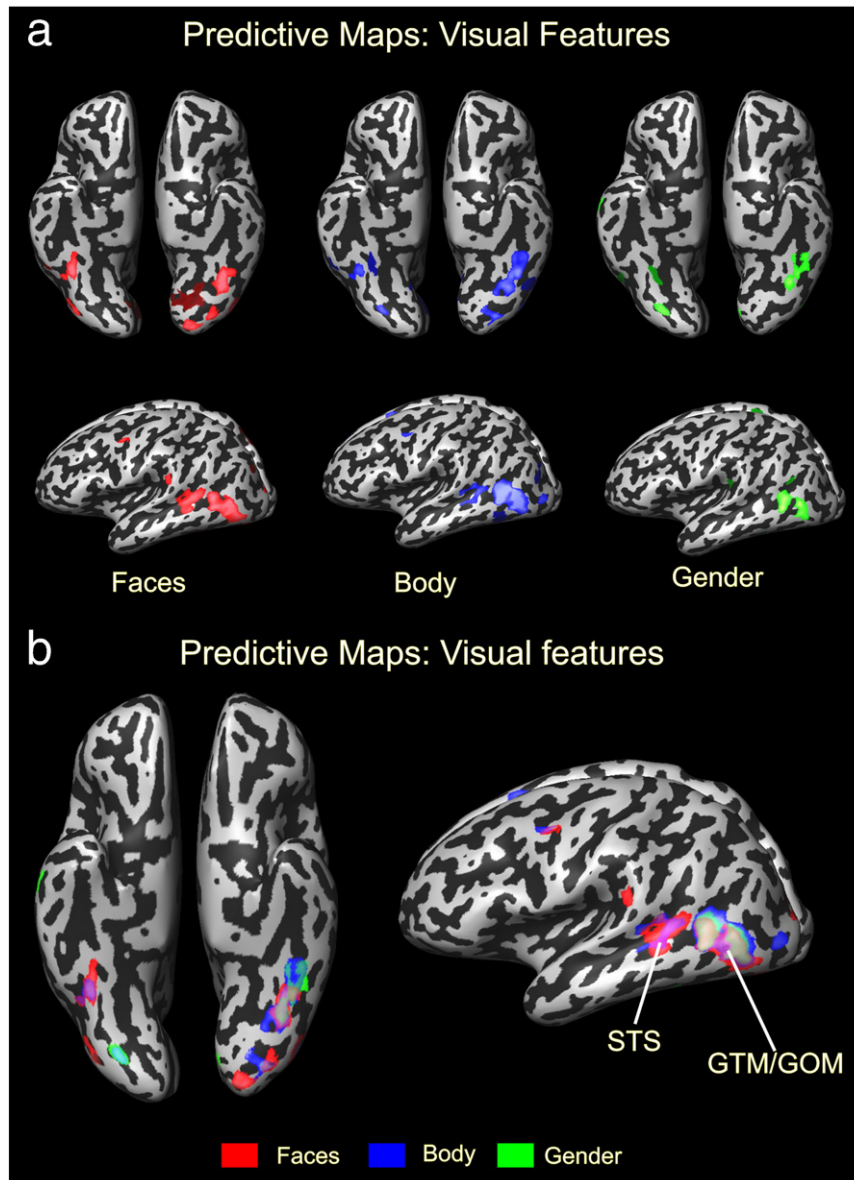 a
Predictive Maps: Visual Features
Faces
Body
Gender
b
Predictive Maps: Visual features
STS
GTM/GOM
Faces
Body
Gender